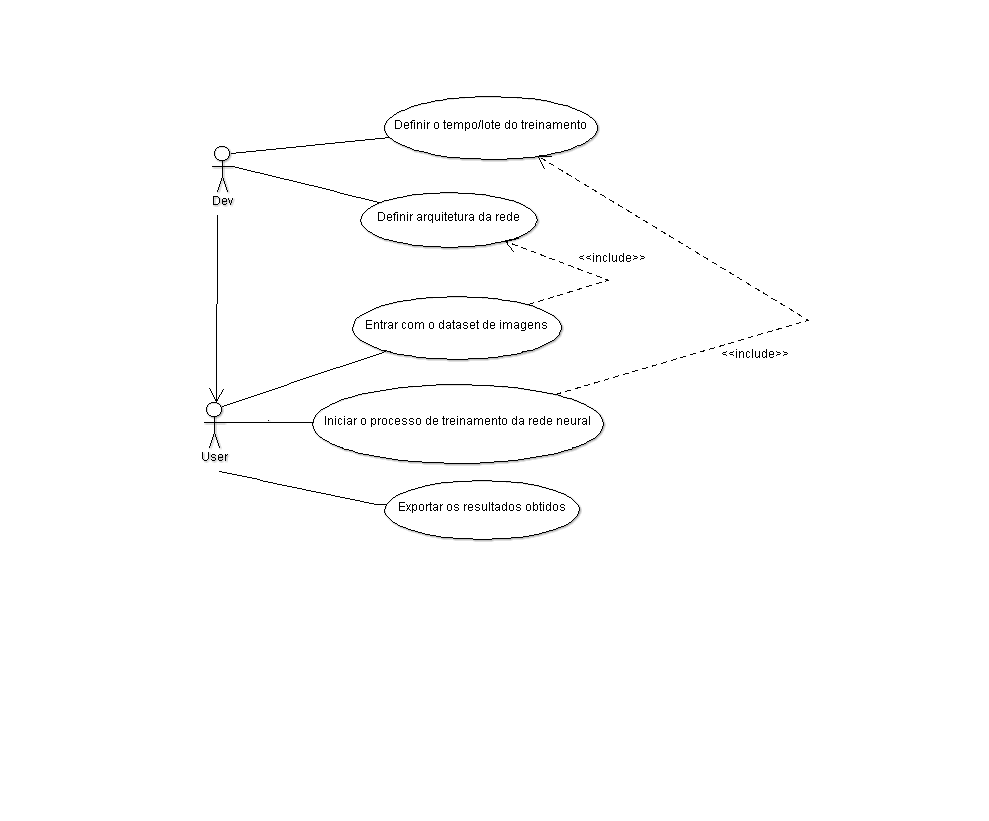 Definir o tempo/lote do treinamento
Dev
Definir arquitetura da rede
<<include>>
Entrar com o dataset de imagens
<<include>>
Iniciar o processo de treinamento da rede neural
User
Exportar os resultados obtidos